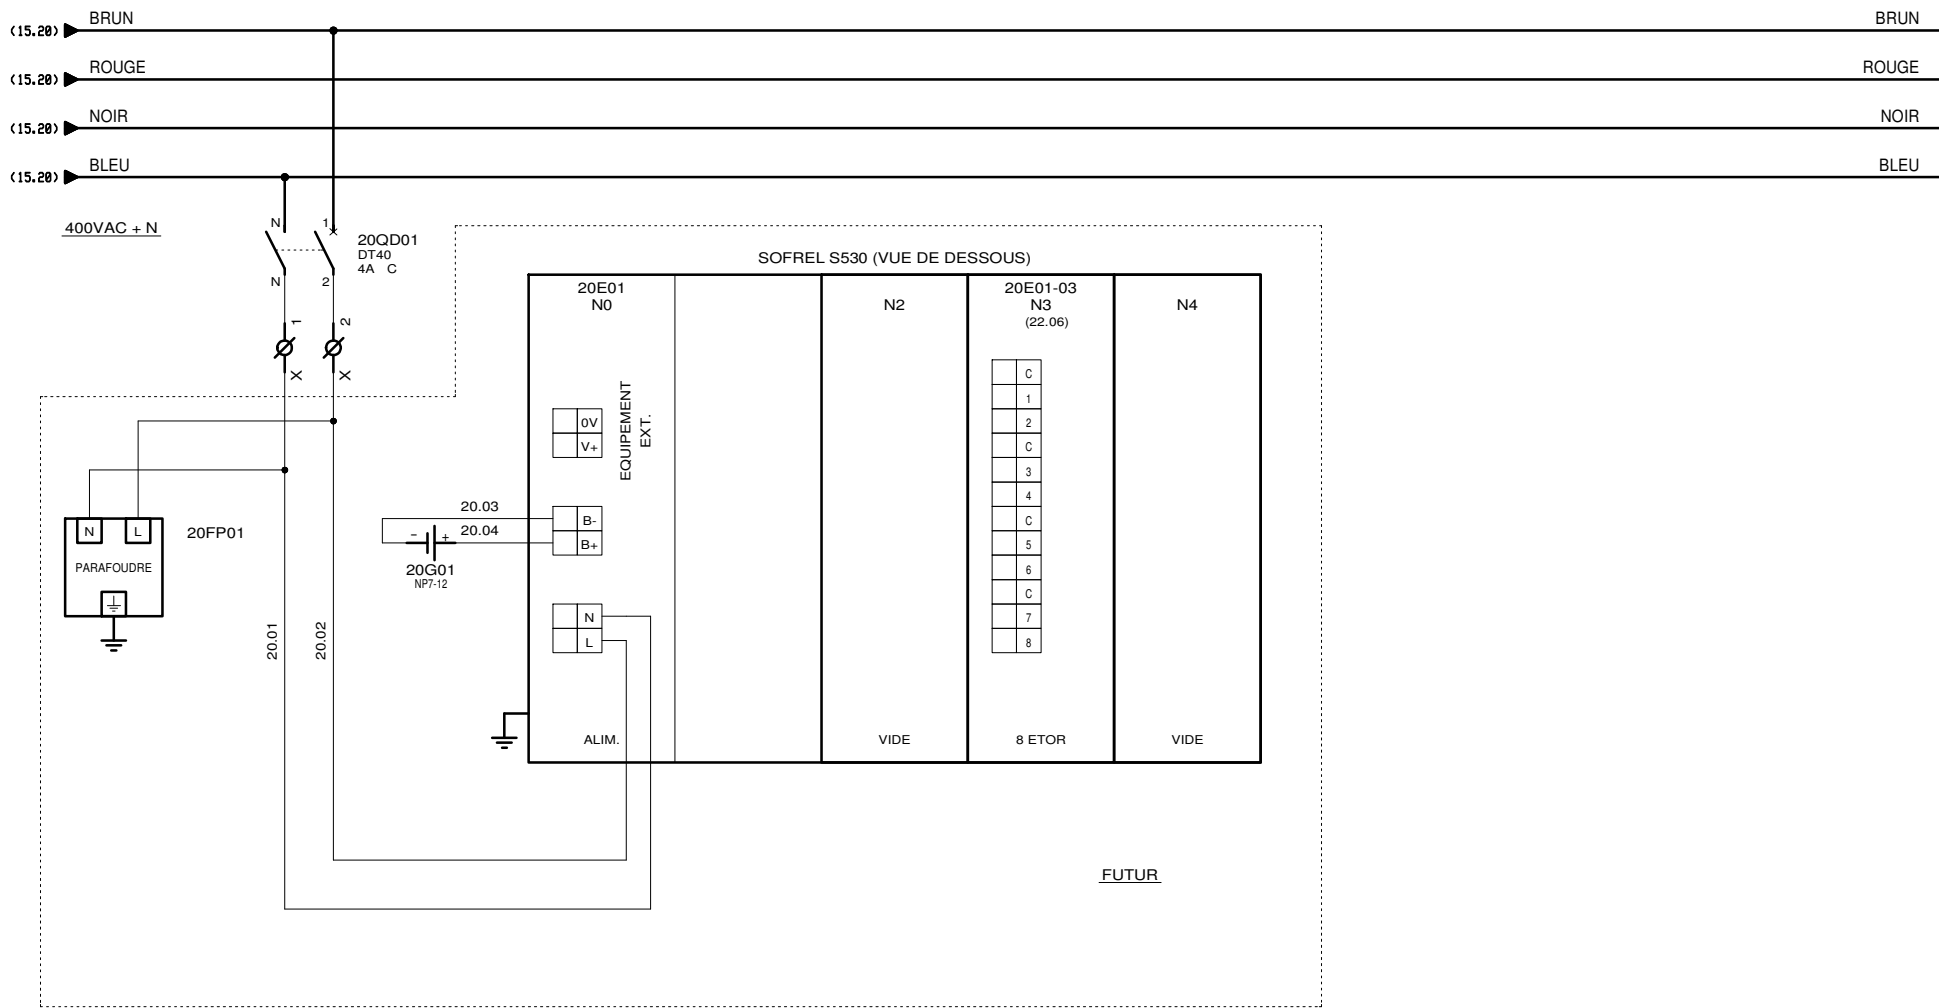 BRUN BRUN
(15.20)
ROUGE ROUGE
(15.20)
NOIR NOIR
(15.20)
BLEU BLEU
(15.20)
400VAC + N
N 1
20QD01
DT40
4A C
N 2
1 2
X X
SOFREL S530 (VUE DE DESSOUS)
20E01
N0
N2
20E01-03
N3
(22.06)
N4
EQUIPEMENT
EXT.
0V
V+
20.03
B-
20.04
B+
- +
20G01
NP7-12
N
L
C
1
2
C
3
4
C
5
6
C
7
8
N L
20FP01
PARAFOUDRE
20.01
20.02
ALIM.
VIDE
8 ETOR
VIDE
FUTUR